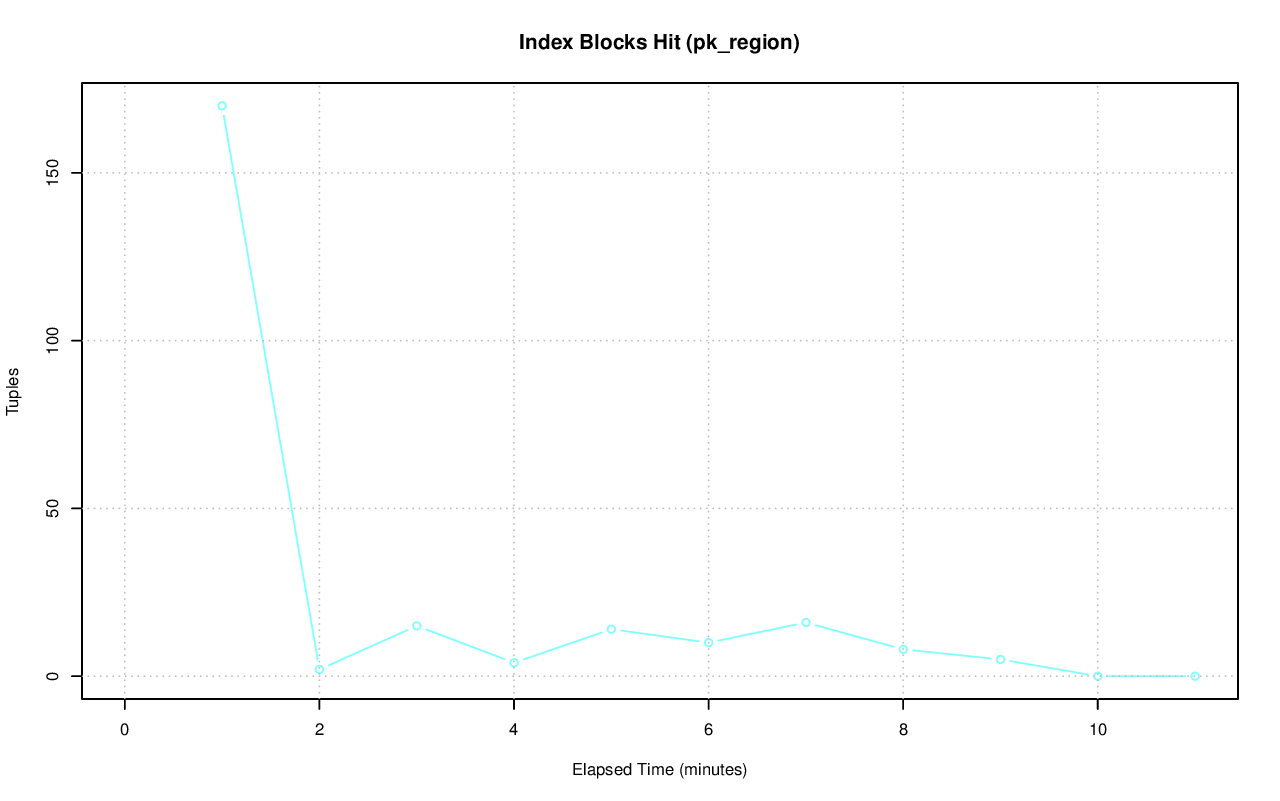 Index Blocks Hit (pk_region)
Tuples
150
100
50
0
0 2 4 6 8 10
Elapsed Time (minutes)